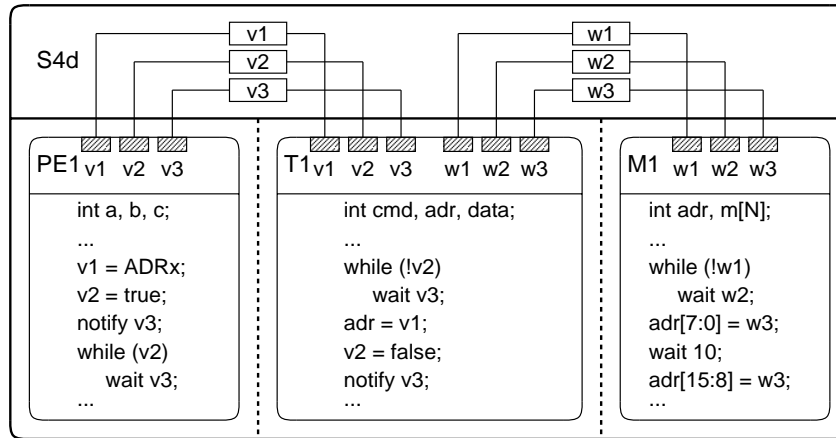 S4d
v1
v2
v3
w1
w2
w3
PE1 v1 v2 v3
int a, b, c;
...
v1 = ADRx;
v2 = true;
notify v3;
while (v2)
wait v3;
...
T1 v1 v2 v3 w1 w2 w3
int cmd, adr, data;
...
while (!v2)
wait v3;
adr = v1;
v2 = false;
notify v3;
...
M1 w1 w2 w3
int adr, m[N];
...
while (!w1)
wait w2;
adr[7:0] = w3;
wait 10;
adr[15:8] = w3;
...